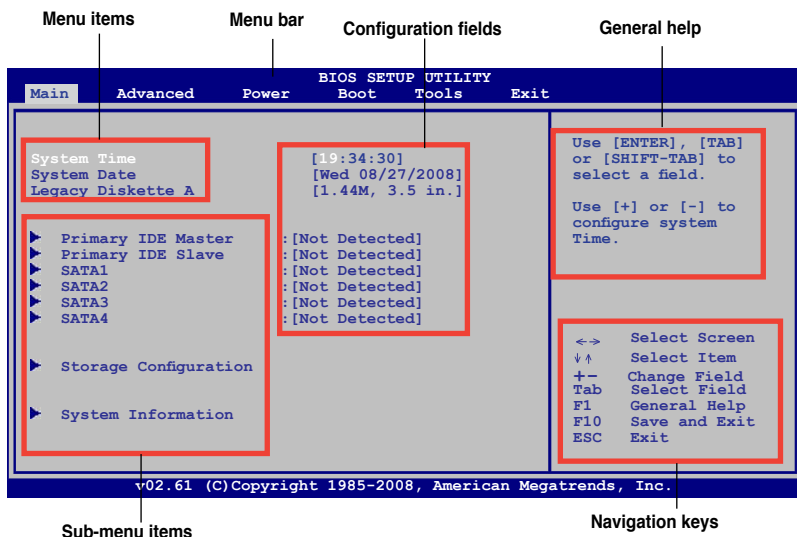 Menu items Menu bar Configuration fields General help
BIOS SETUP UTILITY
Main Advanced Power Boot Tools Exit
System Time [19:34:30]
System Date [Wed 08/27/2008]
Legacy Diskette A [1.44M, 3.5 in.]
Primary IDE Master :[Not Detected]
Primary IDE Slave :[Not Detected]
SATA1 :[Not Detected]
SATA2 :[Not Detected]
SATA3 :[Not Detected]
SATA4 :[Not Detected]
Storage Configuration
System Information
Use [ENTER], [TAB]
or [SHIFT-TAB] to
select a field.
Use [+] or [-] to
configure system
Time.
←→ Select Screen
↓↑ Select Item
+- Change Field
Tab Select Field
F1 General Help
F10 Save and Exit
ESC Exit
v02.61 (C)Copyright 1985-2008, American Megatrends, Inc.
Sub-menu items Navigation keys